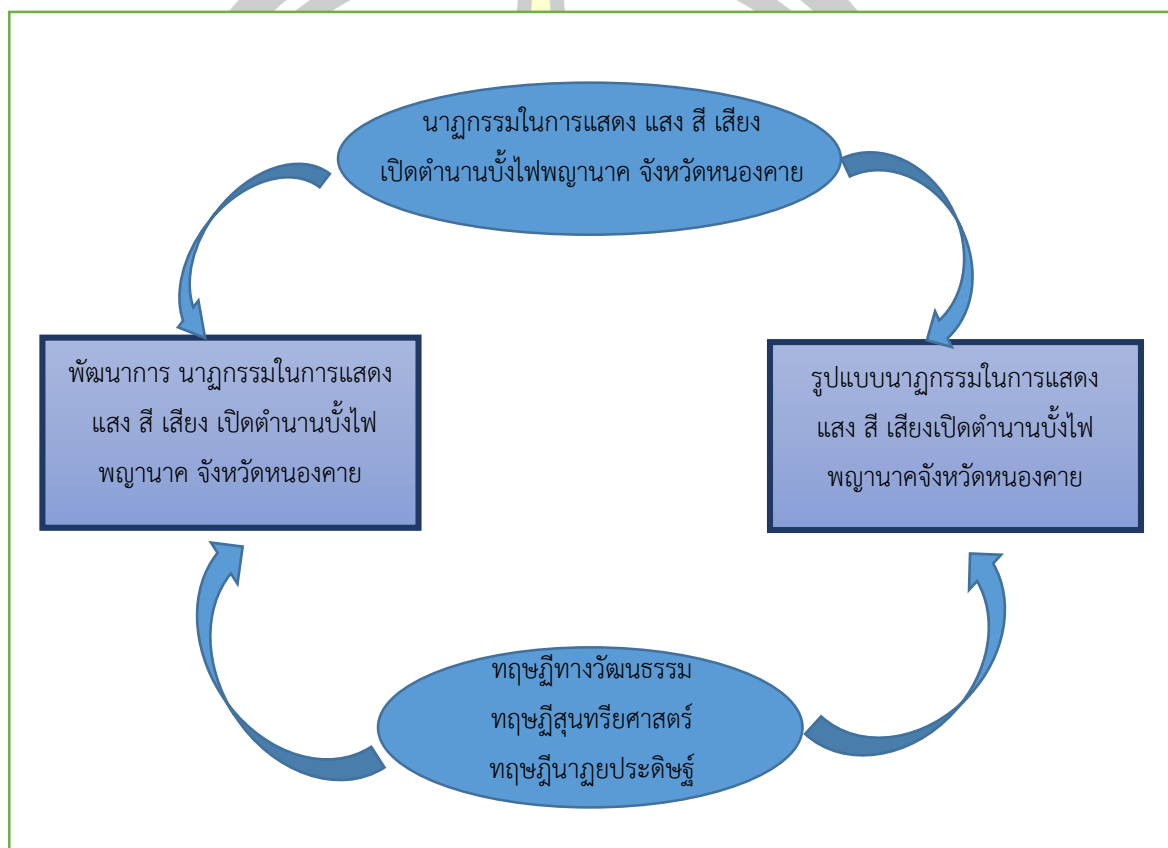 นาฏกรรมในการแสดง แสง สี เสียง
เปิดตำนานบั้งไฟพญานาค จังหวัดหนองคาย
พัฒนาการ นาฏกรรมในการแสดง
แสง สี เสียง เปิดตำนานบั้งไฟ
พญานาค จังหวัดหนองคาย
รูปแบบนาฏกรรมในการแสดง
แสง สี เสียงเปิดตำนานบั้งไฟ
พญานาคจังหวัดหนองคาย
ทฤษฏีทางวัฒนธรรม
ทฤษฏีสุนทรียศาสตร์
ทฤษฎีนาฏยประดิษฐ์